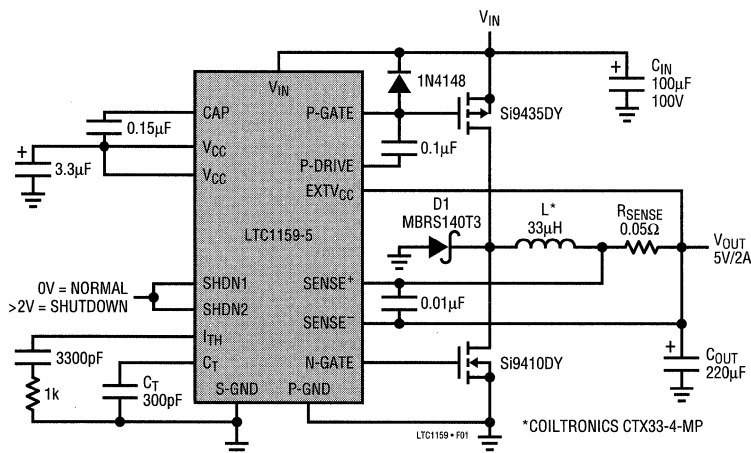 VIN
VIN
1N4148
CIN
100µF
100V
CAP
P-GATE
Si9435DY
0.15µF
VCC
0.1µF
3.3µF
VCC
P-DRIVE
EXTVCC
D1
MBRS140T3
L*
33µH
RSENSE
0.05Ω
VOUT
5V/2A
LTC1159-5
0V = NORMAL
>2V = SHUTDOWN
SHDN1
SHDN2
SENSE+
0.01µF
SENSE−
ITH
3300pF
CT
N-GATE
Si9410DY
COUT
220µF
1k
CT
300pF
S-GND
P-GND
*COILTRONICS CTX33-4-MP
LTC1159 • F01